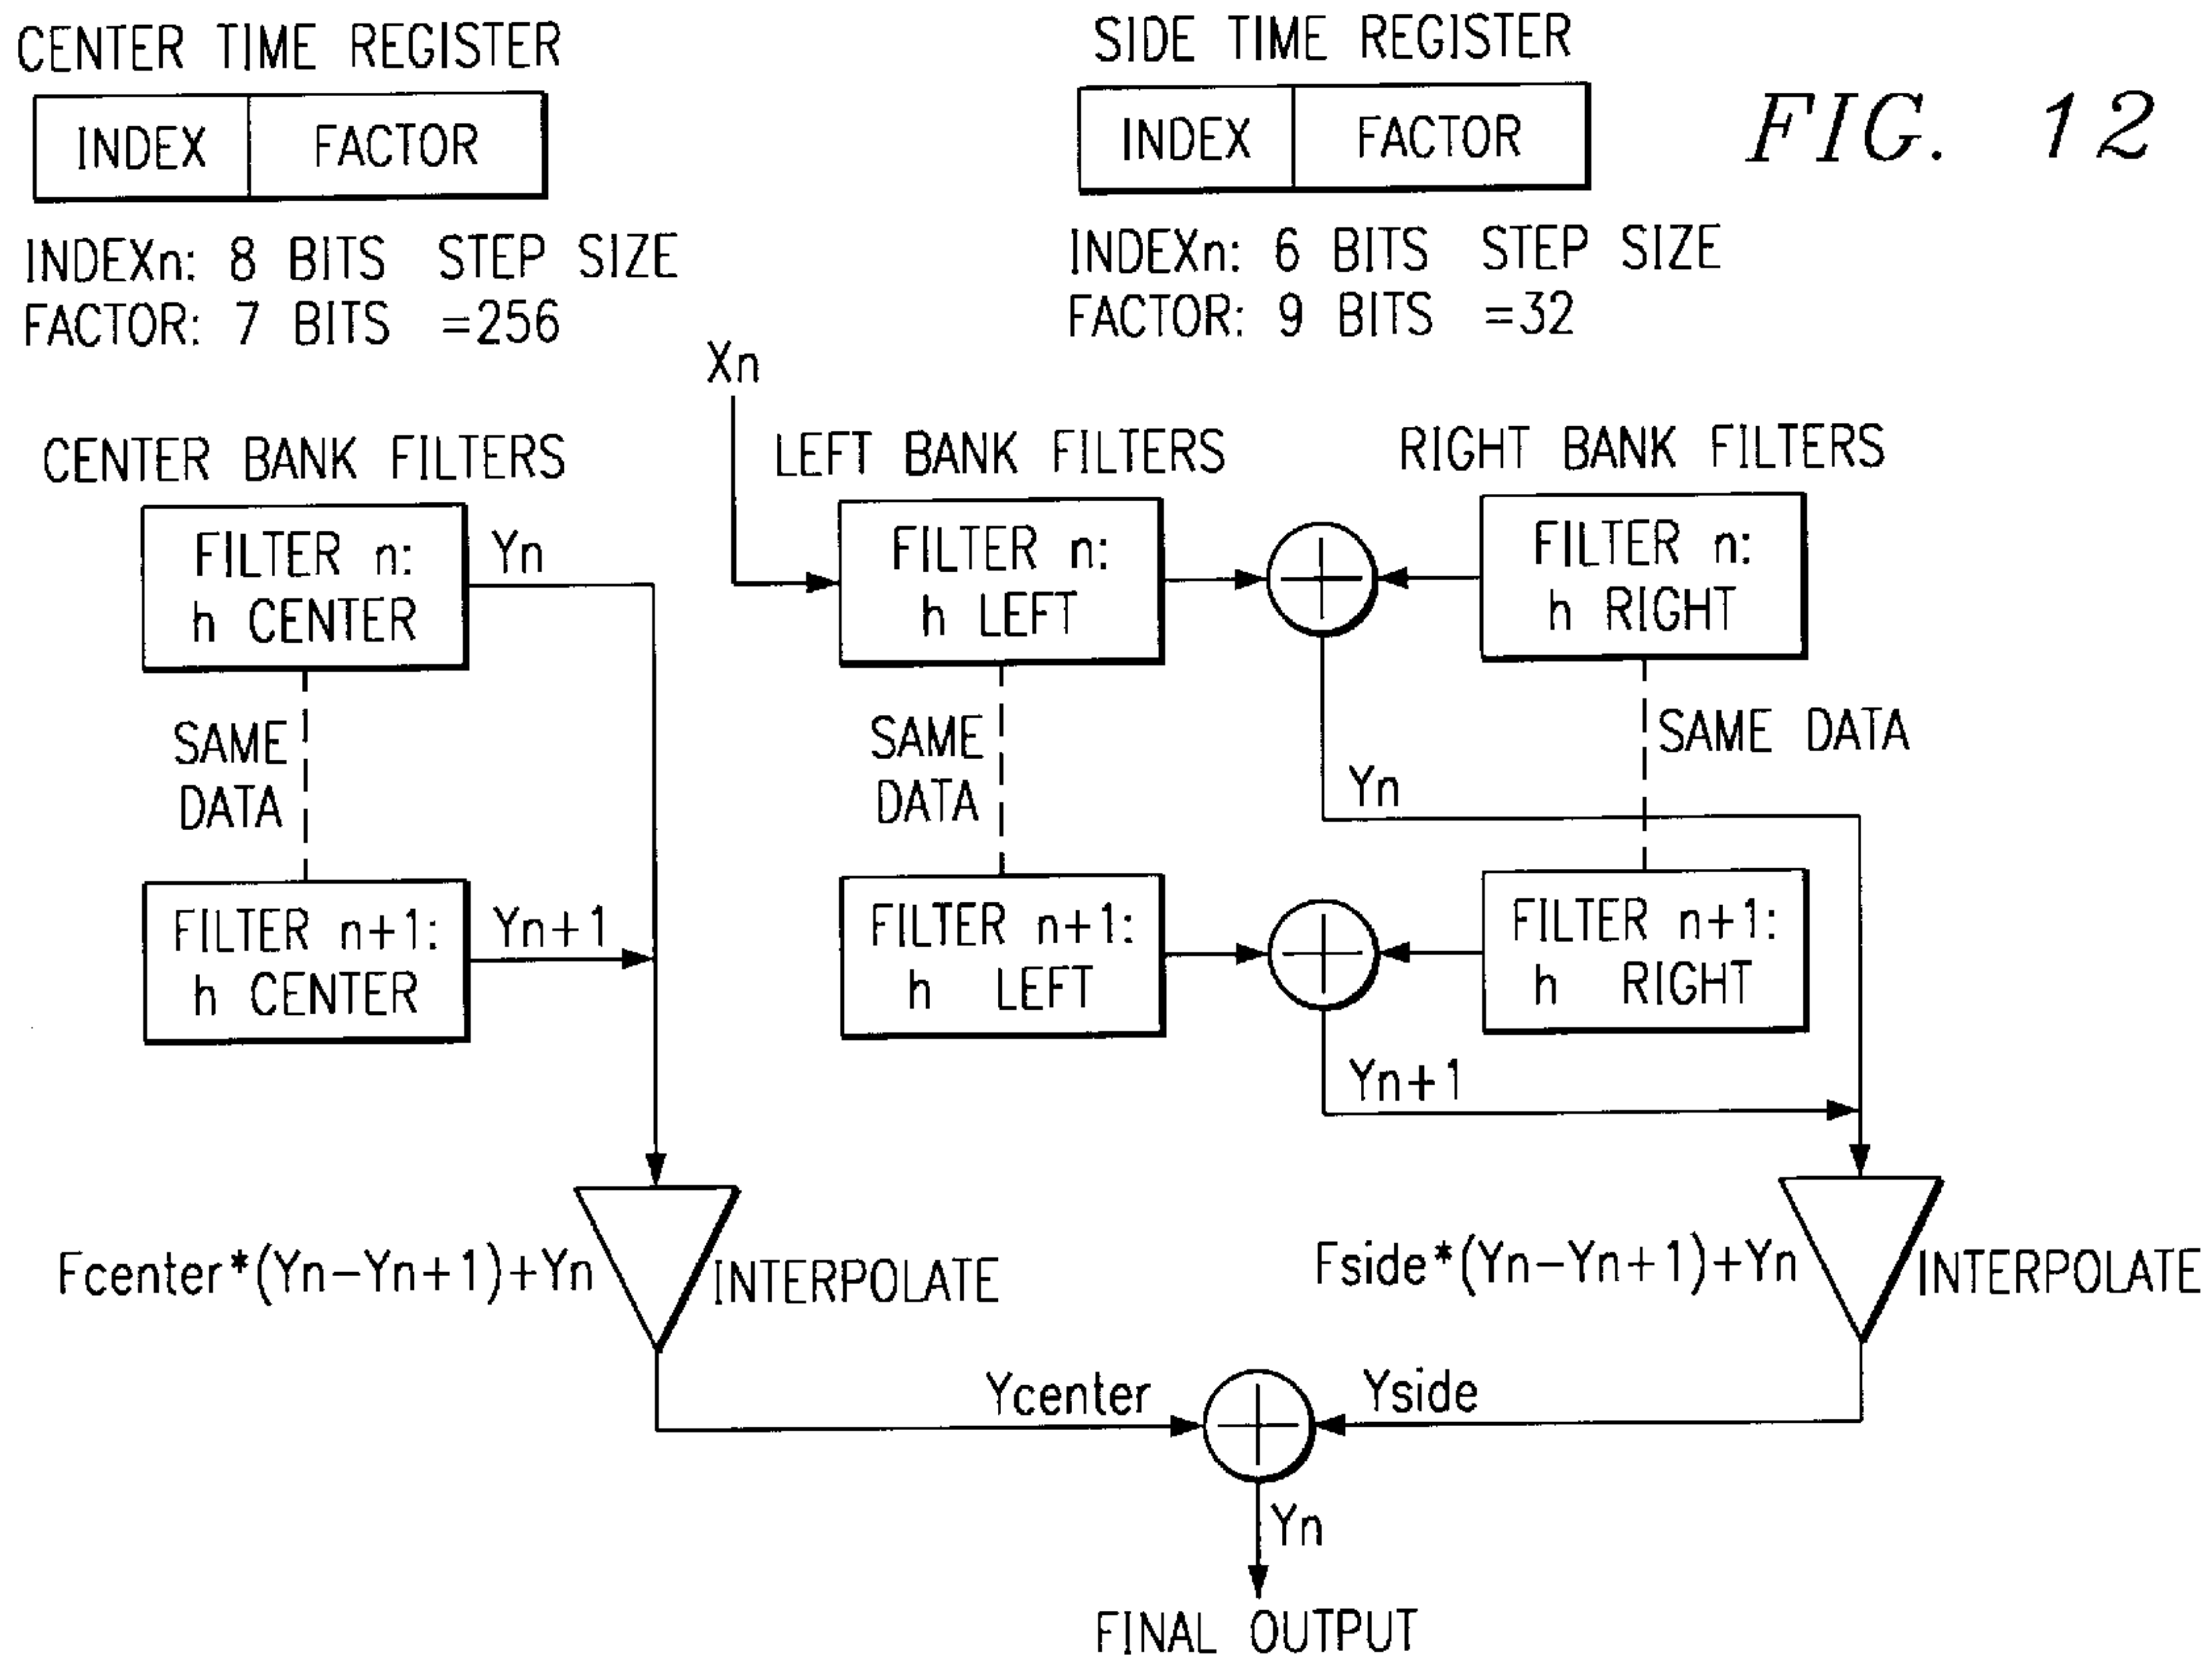 CENTER TIME REGISTER
INDEX FACTOR
INDEXn: 8 BITS STEP SIZE
FACTOR: 7 BITS =256
SIDE TIME REGISTER
INDEX FACTOR
INDEXn: 6 BITS STEP SIZE
FACTOR: 9 BITS =32
FIG. 12
Xn
CENTER BANK FILTERS
FILTER n:
h CENTER
Yn
SAME
DATA
FILTER n+1:
h CENTER
Yn+1
LEFT BANK FILTERS
FILTER n:
h LEFT
SAME
DATA
FILTER n+1:
h LEFT
RIGHT BANK FILTERS
FILTER n:
h RIGHT
SAME DATA
Yn
FILTER n+1:
h RIGHT
Yn+1
Fcenter*(Yn-Yn+1)+Yn
INTERPOLATE
Fside*(Yn-Yn+1)+Yn
INTERPOLATE
Ycenter
Yside
Yn
FINAL OUTPUT